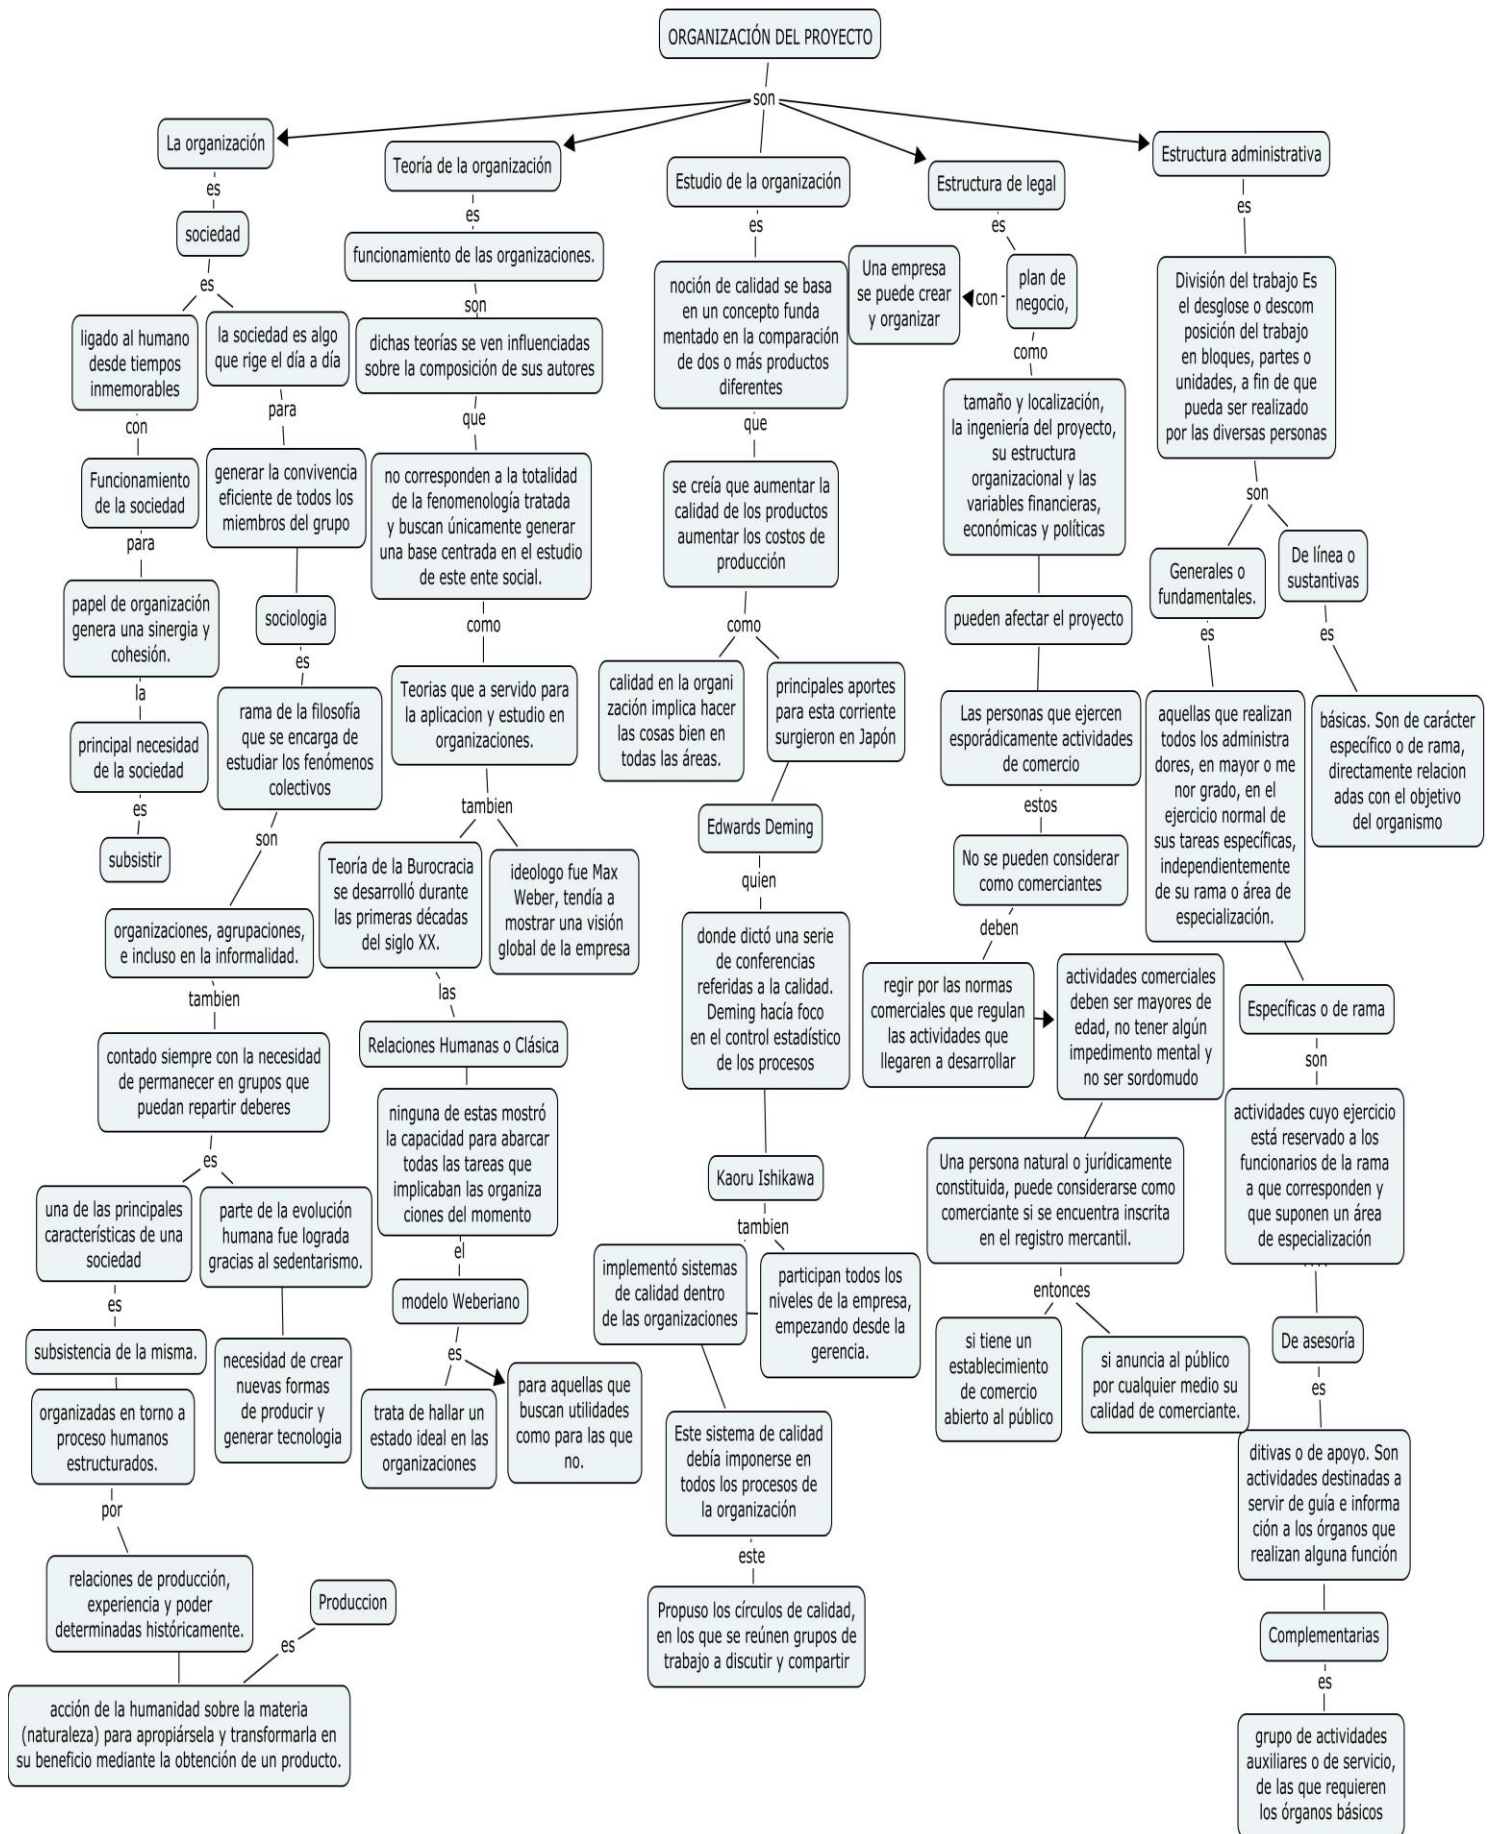 ORGANIZACIÓN DEL PROYECTO
son
La organización
es
sociedad
es
ligado al humano
desde tiempos
inmemorables
con
Funcionamiento
de la sociedad
para
papel de organización
genera una sinergia y
cohesión.
la
principal necesidad
de la sociedad
es
subsistir
la sociedad es algo
que rige el día a día
para
generar la convivencia
eficiente de todos los
miembros del grupo
sociologia
es
rama de la filosofía
que se encarga de
estudiar los fenómenos
colectivos
son
organizaciones, agrupaciones,
e incluso en la informalidad.
tambien
contado siempre con la necesidad
de permanecer en grupos que
puedan repartir deberes
es
una de las principales
características de una
sociedad
es
subsistencia de la misma.
organizadas en torno a
proceso humanos
estructurados.
por
relaciones de producción,
experiencia y poder
determinadas históricamente.
parte de la evolución
humana fue lograda
gracias al sedentarismo.
necesidad de crear
nuevas formas
de producir y
generar tecnologia
Produccion
es
acción de la humanidad sobre la materia
(naturaleza) para apropiársela y transformarla en
su beneficio mediante la obtención de un producto.
Teoría de la organización
es
funcionamiento de las organizaciones.
son
dichas teorías se ven influenciadas
sobre la composición de sus autores
que
no corresponden a la totalidad
de la fenomenología tratada
y buscan únicamente generar
una base centrada en el estudio
de este ente social.
como
Teorias que a servido para
la aplicacion y estudio en
organizaciones.
tambien
Teoría de la Burocracia
se desarrolló durante
las primeras décadas
del siglo XX.
ideologo fue Max
Weber, tendía a
mostrar una visión
global de la empresa
las
Relaciones Humanas o Clásica
ninguna de estas mostró
la capacidad para abarcar
todas las tareas que
implicaban las organiza
ciones del momento
el
modelo Weberiano
es
trata de hallar un
estado ideal en las
organizaciones
para aquellas que
buscan utilidades
como para las que
no.
Estudio de la organización
es
noción de calidad se basa
en un concepto funda
mentado en la comparación
de dos o más productos
diferentes
que
se creía que aumentar la
calidad de los productos
aumentar los costos de
producción
como
calidad en la organi
zación implica hacer
las cosas bien en
todas las áreas.
principales aportes
para esta corriente
surgieron en Japón
Edwards Deming
quien
donde dictó una serie
de conferencias
referidas a la calidad.
Deming hacía foco
en el control estadístico
de los procesos
Kaoru Ishikawa
tambien
implementó sistemas
de calidad dentro
de las organizaciones
participan todos los
niveles de la empresa,
empezando desde la
gerencia.
Este sistema de calidad
debía imponerse en
todos los procesos de
la organización
este
Propuso los círculos de calidad,
en los que se reúnen grupos de
trabajo a discutir y compartir
Estructura de legal
es
plan de
negocio,
con
Una empresa
se puede crear
y organizar
como
tamaño y localización,
la ingeniería del proyecto,
su estructura
organizacional y las
variables financieras,
económicas y políticas
pueden afectar el proyecto
Las personas que ejercen
esporádicamente actividades
de comercio
estos
No se pueden considerar
como comerciantes
deben
regir por las normas
comerciales que regulan
las actividades que
llegaren a desarrollar
actividades comerciales
deben ser mayores de
edad, no tener algún
impedimento mental y
no ser sordomudo
Una persona natural o jurídicamente
constituida, puede considerarse como
comerciante si se encuentra inscrita
en el registro mercantil.
entonces
si tiene un
establecimiento
de comercio
abierto al público
si anuncia al público
por cualquier medio su
calidad de comerciante.
Estructura administrativa
es
División del trabajo Es
el desglose o descom
posición del trabajo
en bloques, partes o
unidades, a fin de que
pueda ser realizado
por las diversas personas
son
Generales o
fundamentales.
es
aquellas que realizan
todos los administra
dores, en mayor o me
nor grado, en el
ejercicio normal de
sus tareas específicas,
independientemente
de su rama o área de
especialización.
De línea o
sustantivas
es
básicas. Son de carácter
específico o de rama,
directamente relacion
adas con el objetivo
del organismo
Específicas o de rama
son
actividades cuyo ejercicio
está reservado a los
funcionarios de la rama
a que corresponden y
que suponen un área
de especialización
....
De asesoría
es
ditivas o de apoyo. Son
actividades destinadas a
servir de guía e informa
ción a los órganos que
realizan alguna función
Complementarias
es
grupo de actividades
auxiliares o de servicio,
de las que requieren
los órganos básicos